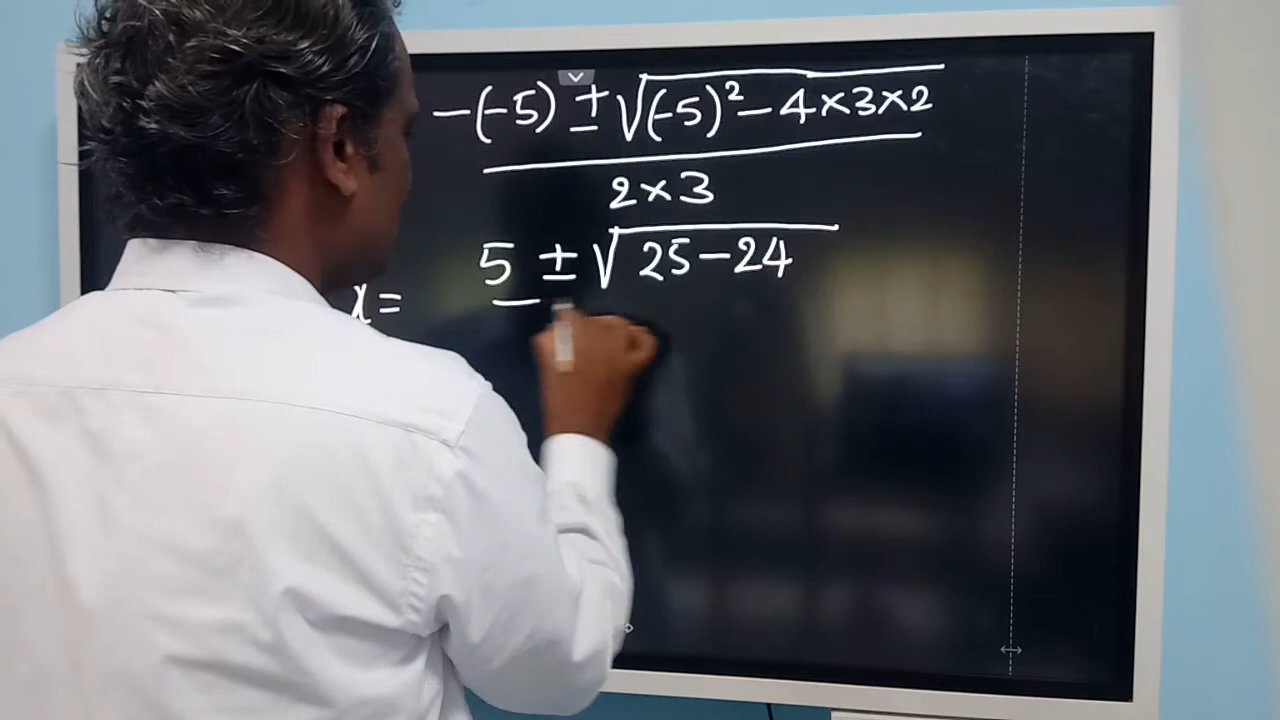 -(-5) ± √(-5)² - 4×3×2
2×3
5 ± √25-24
x =